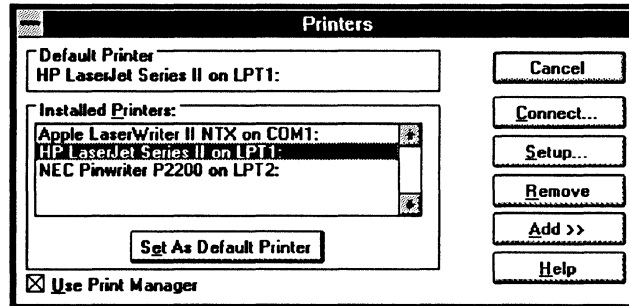 Printers
Default Printer
HP LaserJet Series II on LPT1:
Installed Printers:
Apple LaserWriter II NTX on COM1:
HP LaserJet Series II on LPT1:
NEC Pinwriter P2200 on LPT2:
Set As Default Printer
Use Print Manager
Cancel
Connect...
Setup...
Remove
Add >>
Help